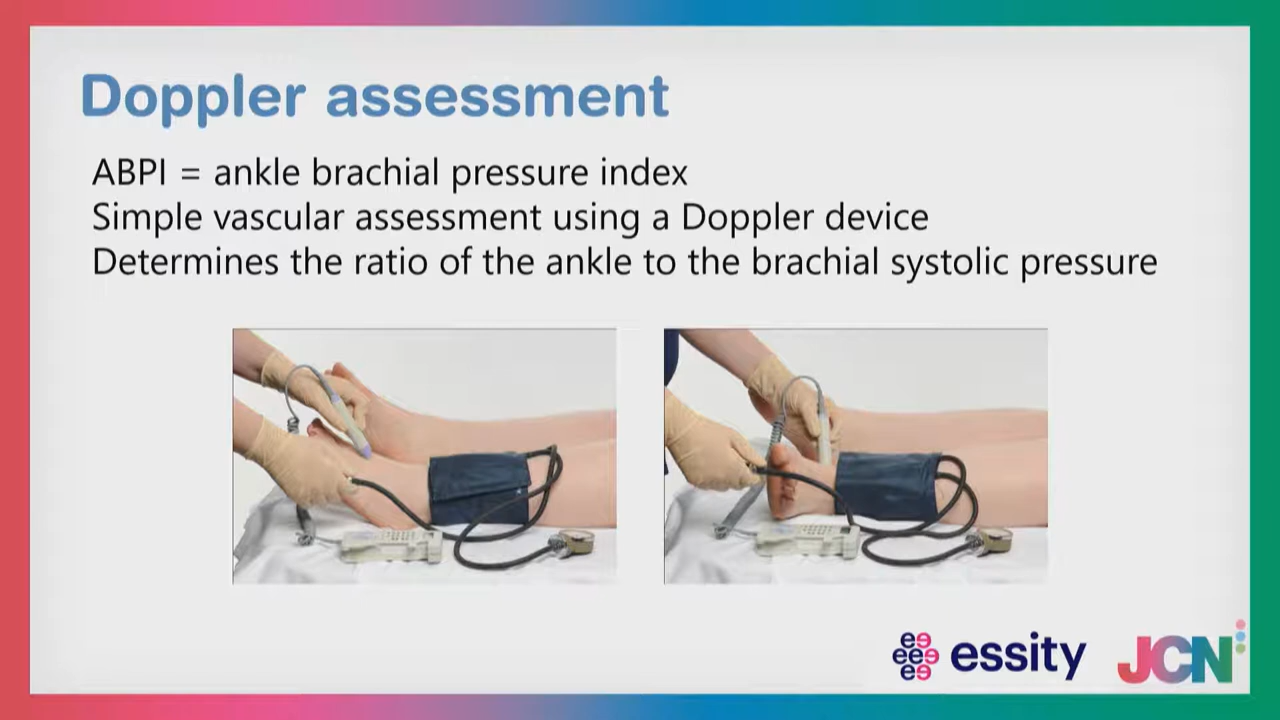 Doppler assessment
ABPI = ankle brachial pressure index
Simple vascular assessment using a Doppler device
Determines the ratio of the ankle to the brachial systolic pressure
essity
JCN